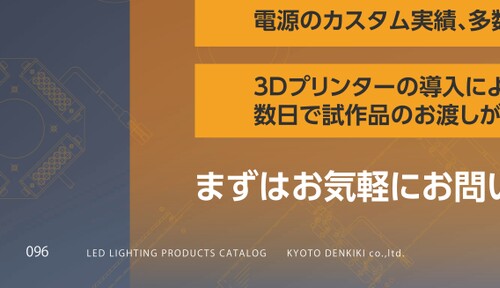 電源のカスタム実績、多数
3Dプリンターの導入によ
数日で試作品のお渡しが
まずはお気軽にお問い
096 LED LIGHTING PRODUCTS CATALOG KYOTO DENKIKI co.,ltd.